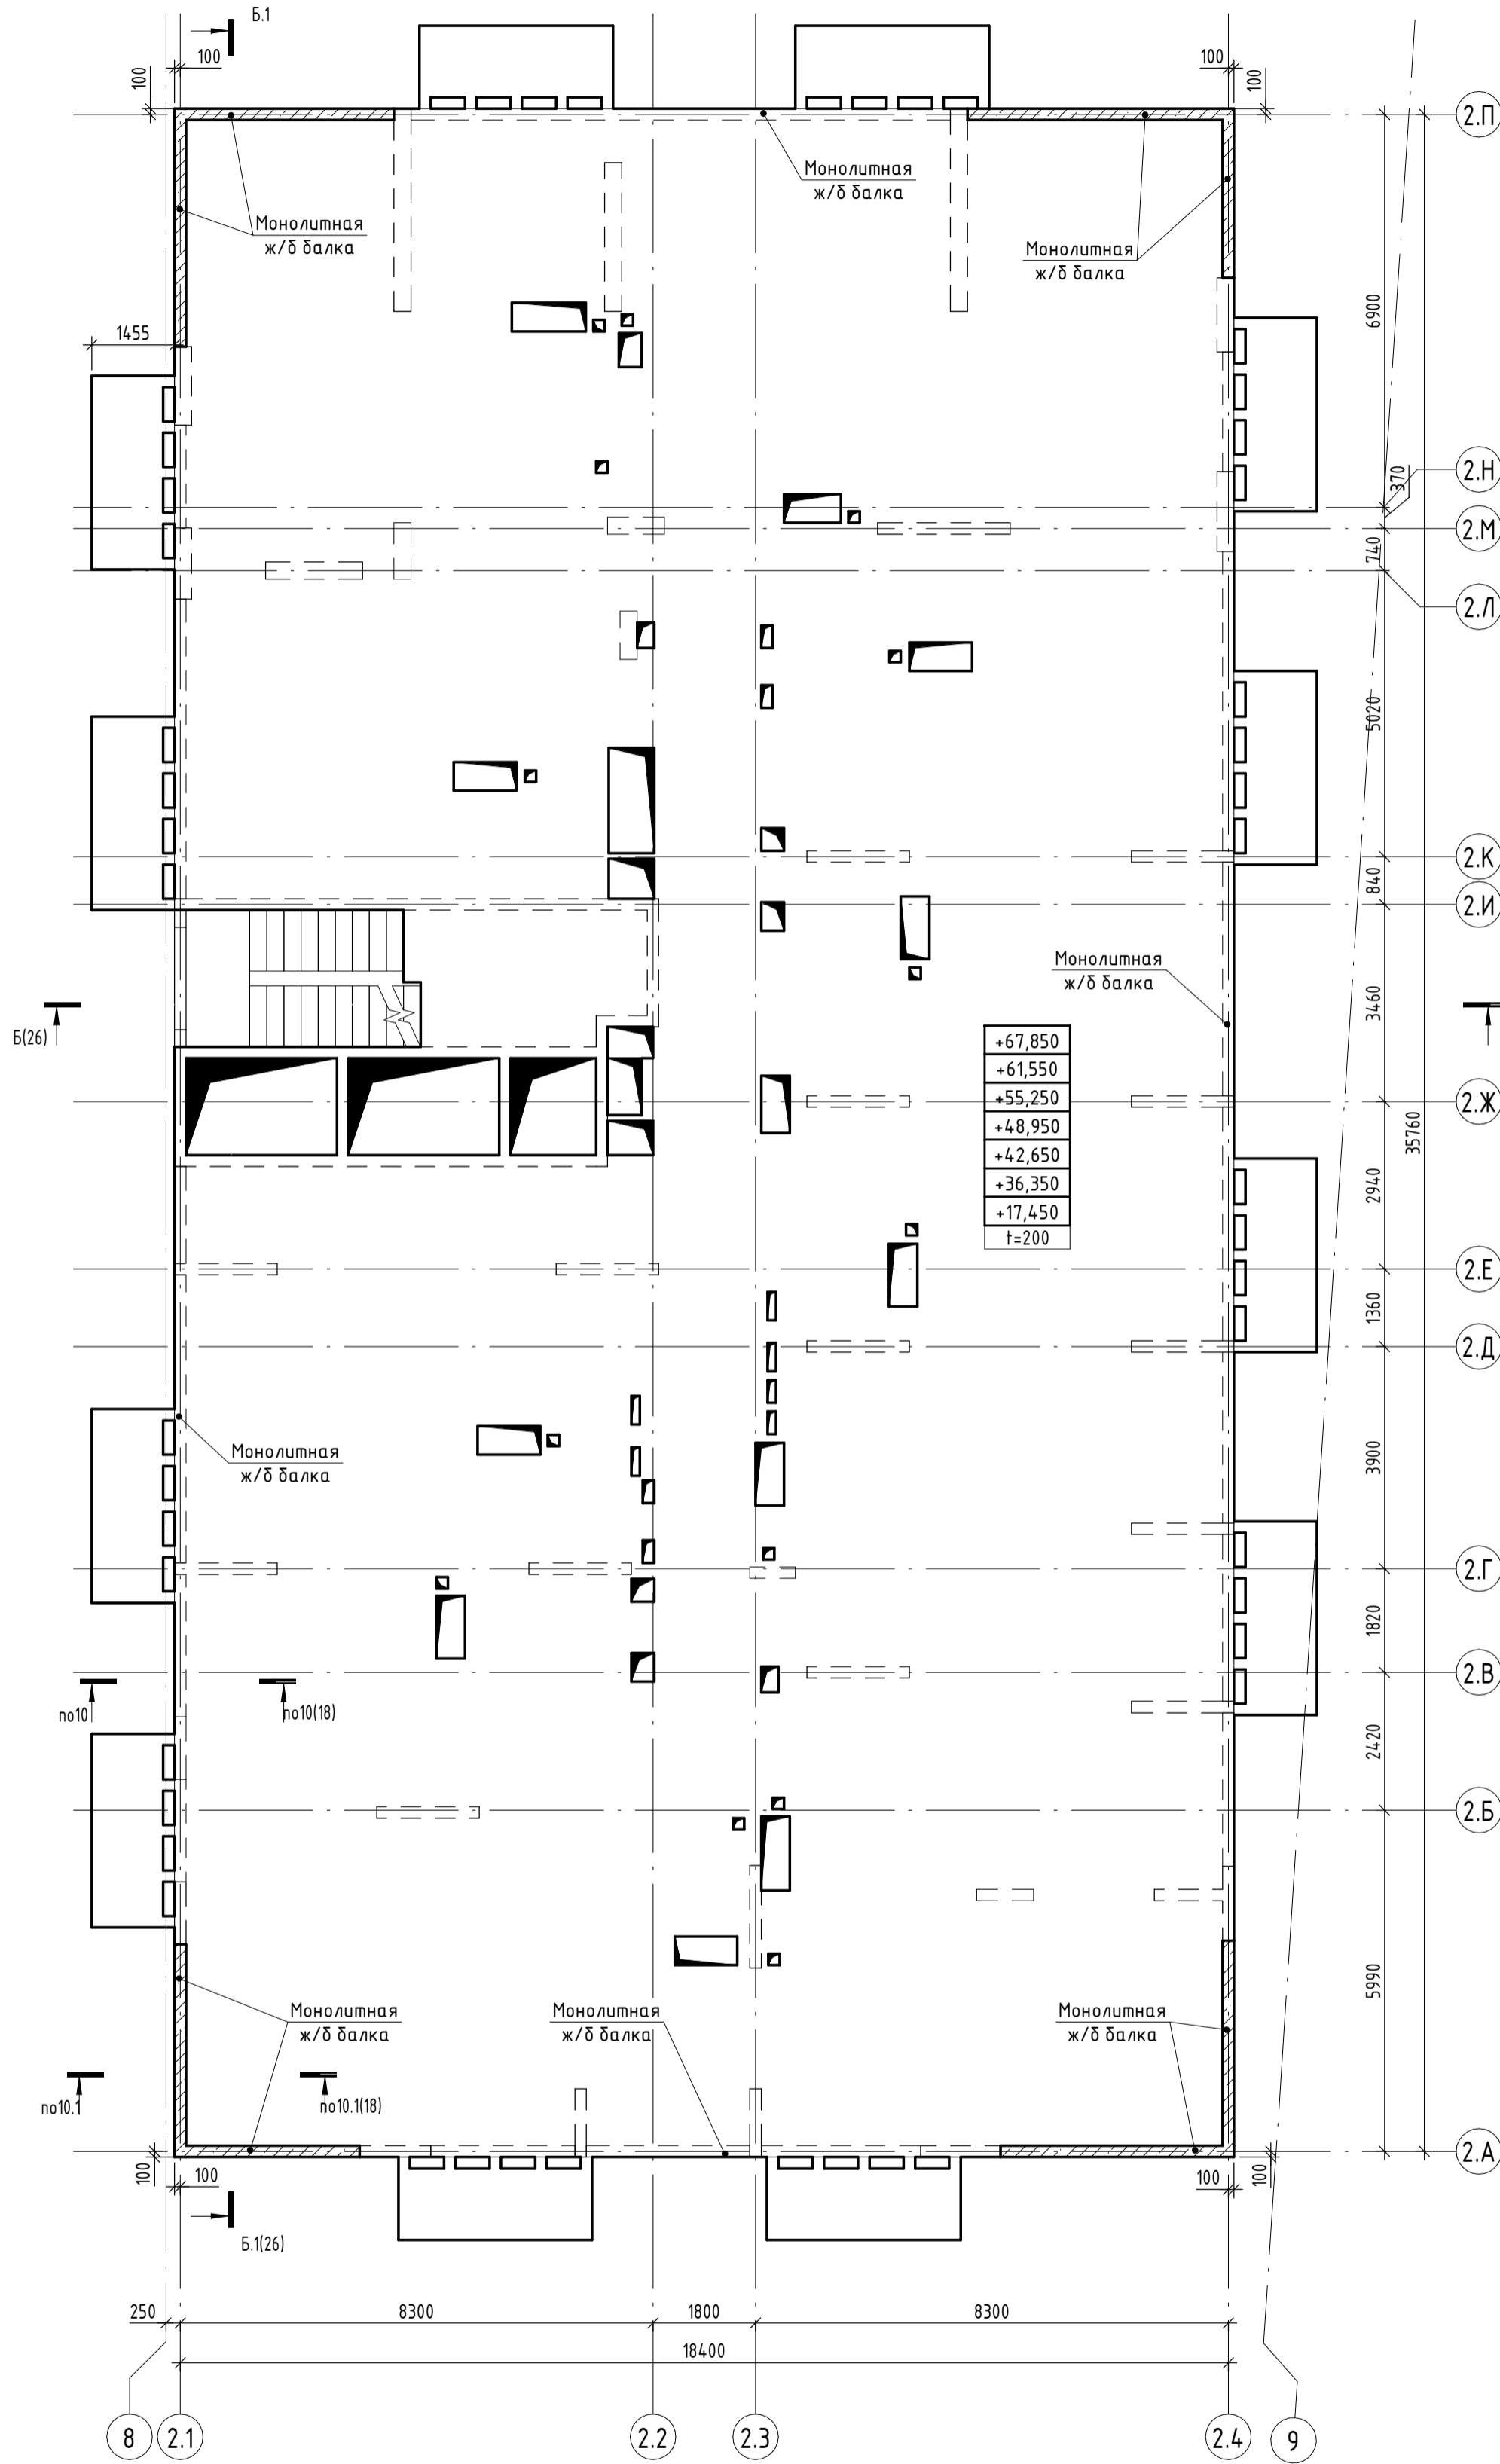 Б.1
100
100
100
100
2.П
Монолитная
ж/б балка
Монолитная
ж/б балка
Монолитная
ж/б балка
6900
1455
2.Н
370
2.М
740
2.Л
5020
2.К
840
2.И
Монолитная
ж/б балка
3460
Б(26)
+67,850
+61,550
+55,250
+48,950
+42,650
+36,350
+17,450
t=200
2.Ж
35760
2940
2.Е
1360
2.Д
Монолитная
ж/б балка
3900
2.Г
1820
2.В
по10
по10(18)
2420
2.Б
5990
Монолитная
ж/б балка
Монолитная
ж/б балка
Монолитная
ж/б балка
по10.1
по10.1(18)
2.А
100
100
100
100
Б.1(26)
250
8300
1800
8300
18400
8
2.1
2.2
2.3
2.4
9